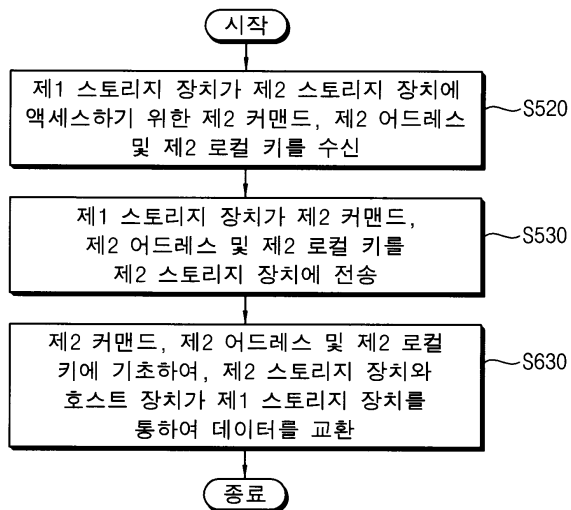 시작
제1 스토리지 장치가 제2 스토리지 장치에
액세스하기 위한 제2 커맨드, 제2 어드레스
및 제2 로컬 키를 수신
S520
제1 스토리지 장치가 제2 커맨드,
제2 어드레스 및 제2 로컬 키를
제2 스토리지 장치에 전송
S530
제2 커맨드, 제2 어드레스 및 제2 로컬
키에 기초하여, 제2 스토리지 장치와
호스트 장치가 제1 스토리지 장치를
통하여 데이터를 교환
S630
종료